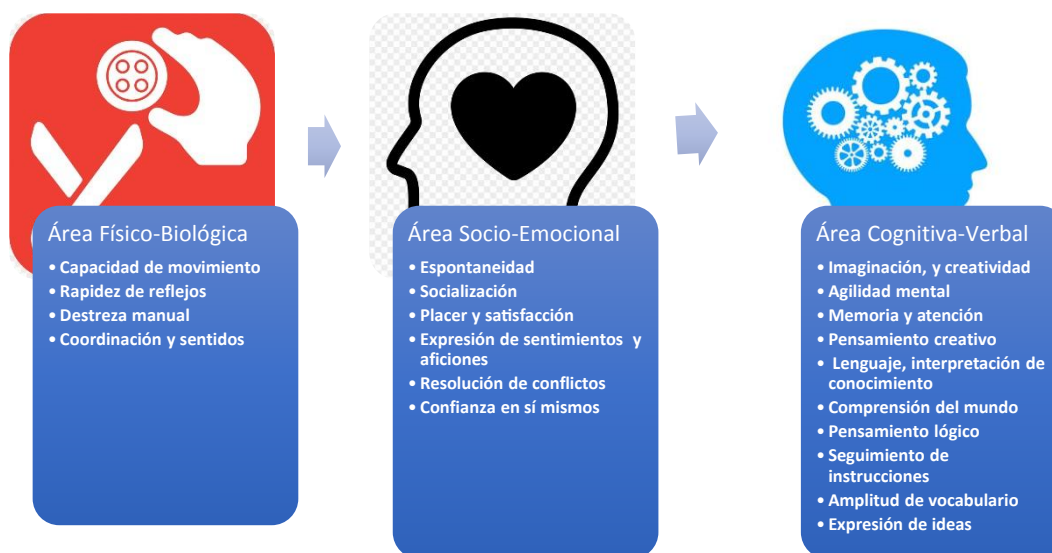 Área Físico-Biológica
• Capacidad de movimiento
• Rapidez de reflejos
• Destreza manual
• Coordinación y sentidos
Área Socio-Emocional
• Espontaneidad
• Socialización
• Placer y satisfacción
• Expresión de sentimientos y
aficiones
• Resolución de conflictos
• Confianza en sí mismos
Área Cognitiva-Verbal
• Imaginación, y creatividad
• Agilidad mental
• Memoria y atención
• Pensamiento creativo
• Lenguaje, interpretación de
conocimiento
• Comprensión del mundo
• Pensamiento lógico
• Seguimiento de
instrucciones
• Amplitud de vocabulario
• Expresión de ideas